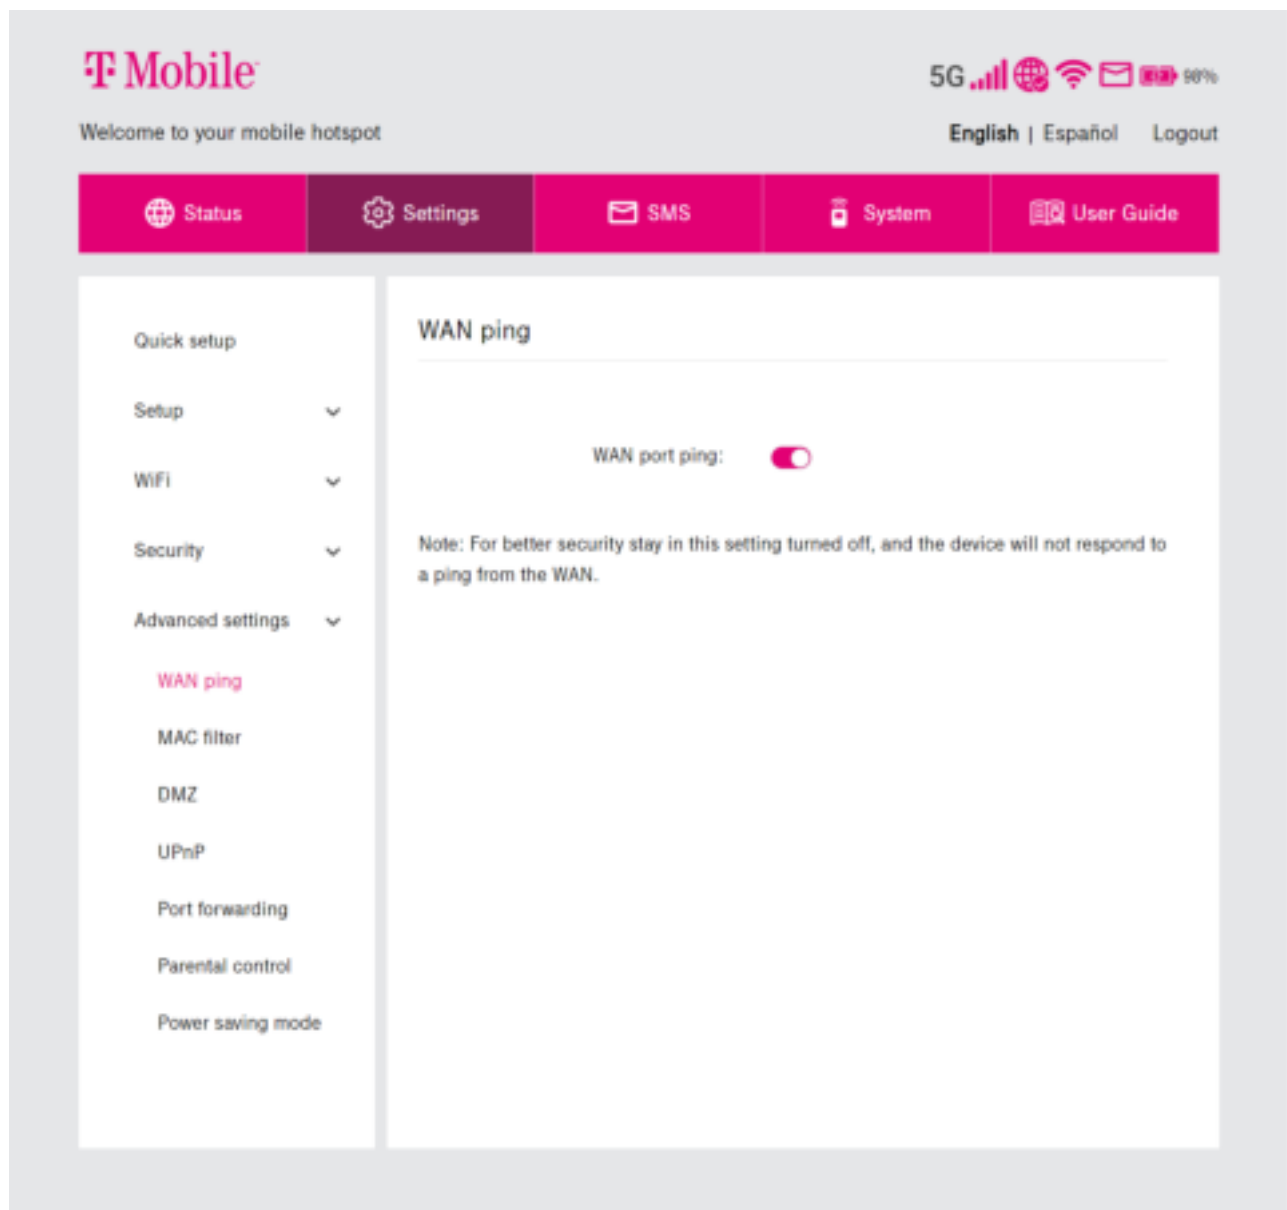 T Mobile
5G 98%
Welcome to your mobile hotspot
English | Español Logout
Status Settings SMS System User Guide
Quick setup
Setup
WiFi
Security
Advanced settings
WAN ping
MAC filter
DMZ
UPnP
Port forwarding
Parental control
Power saving mode
WAN ping
WAN port ping:
Note: For better security stay in this setting turned off, and the device will not respond to
a ping from the WAN.